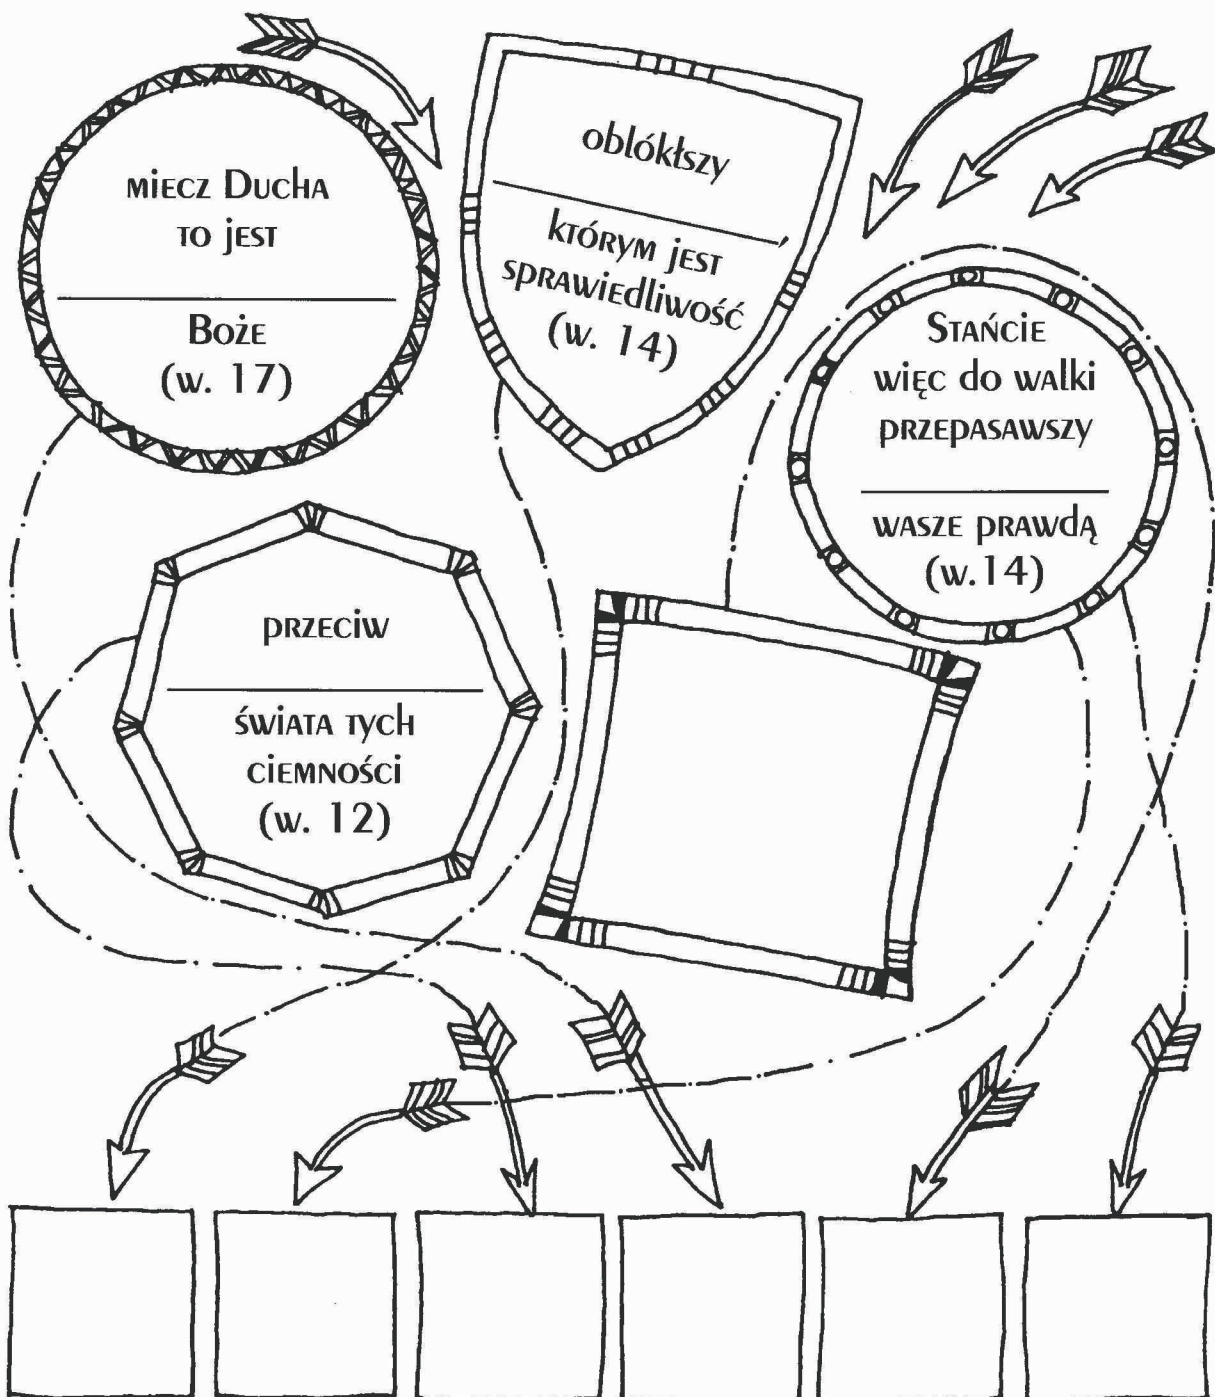 miecz Ducha
to jest
Boże
(w. 17)
oblókłszy
którym jest
sprawiedliwość
(w. 14)
Stańcie
więc do walki
przepasawszy
wasze prawdą
(w. 14)
przeciw
świata tych
ciemności
(w. 12)